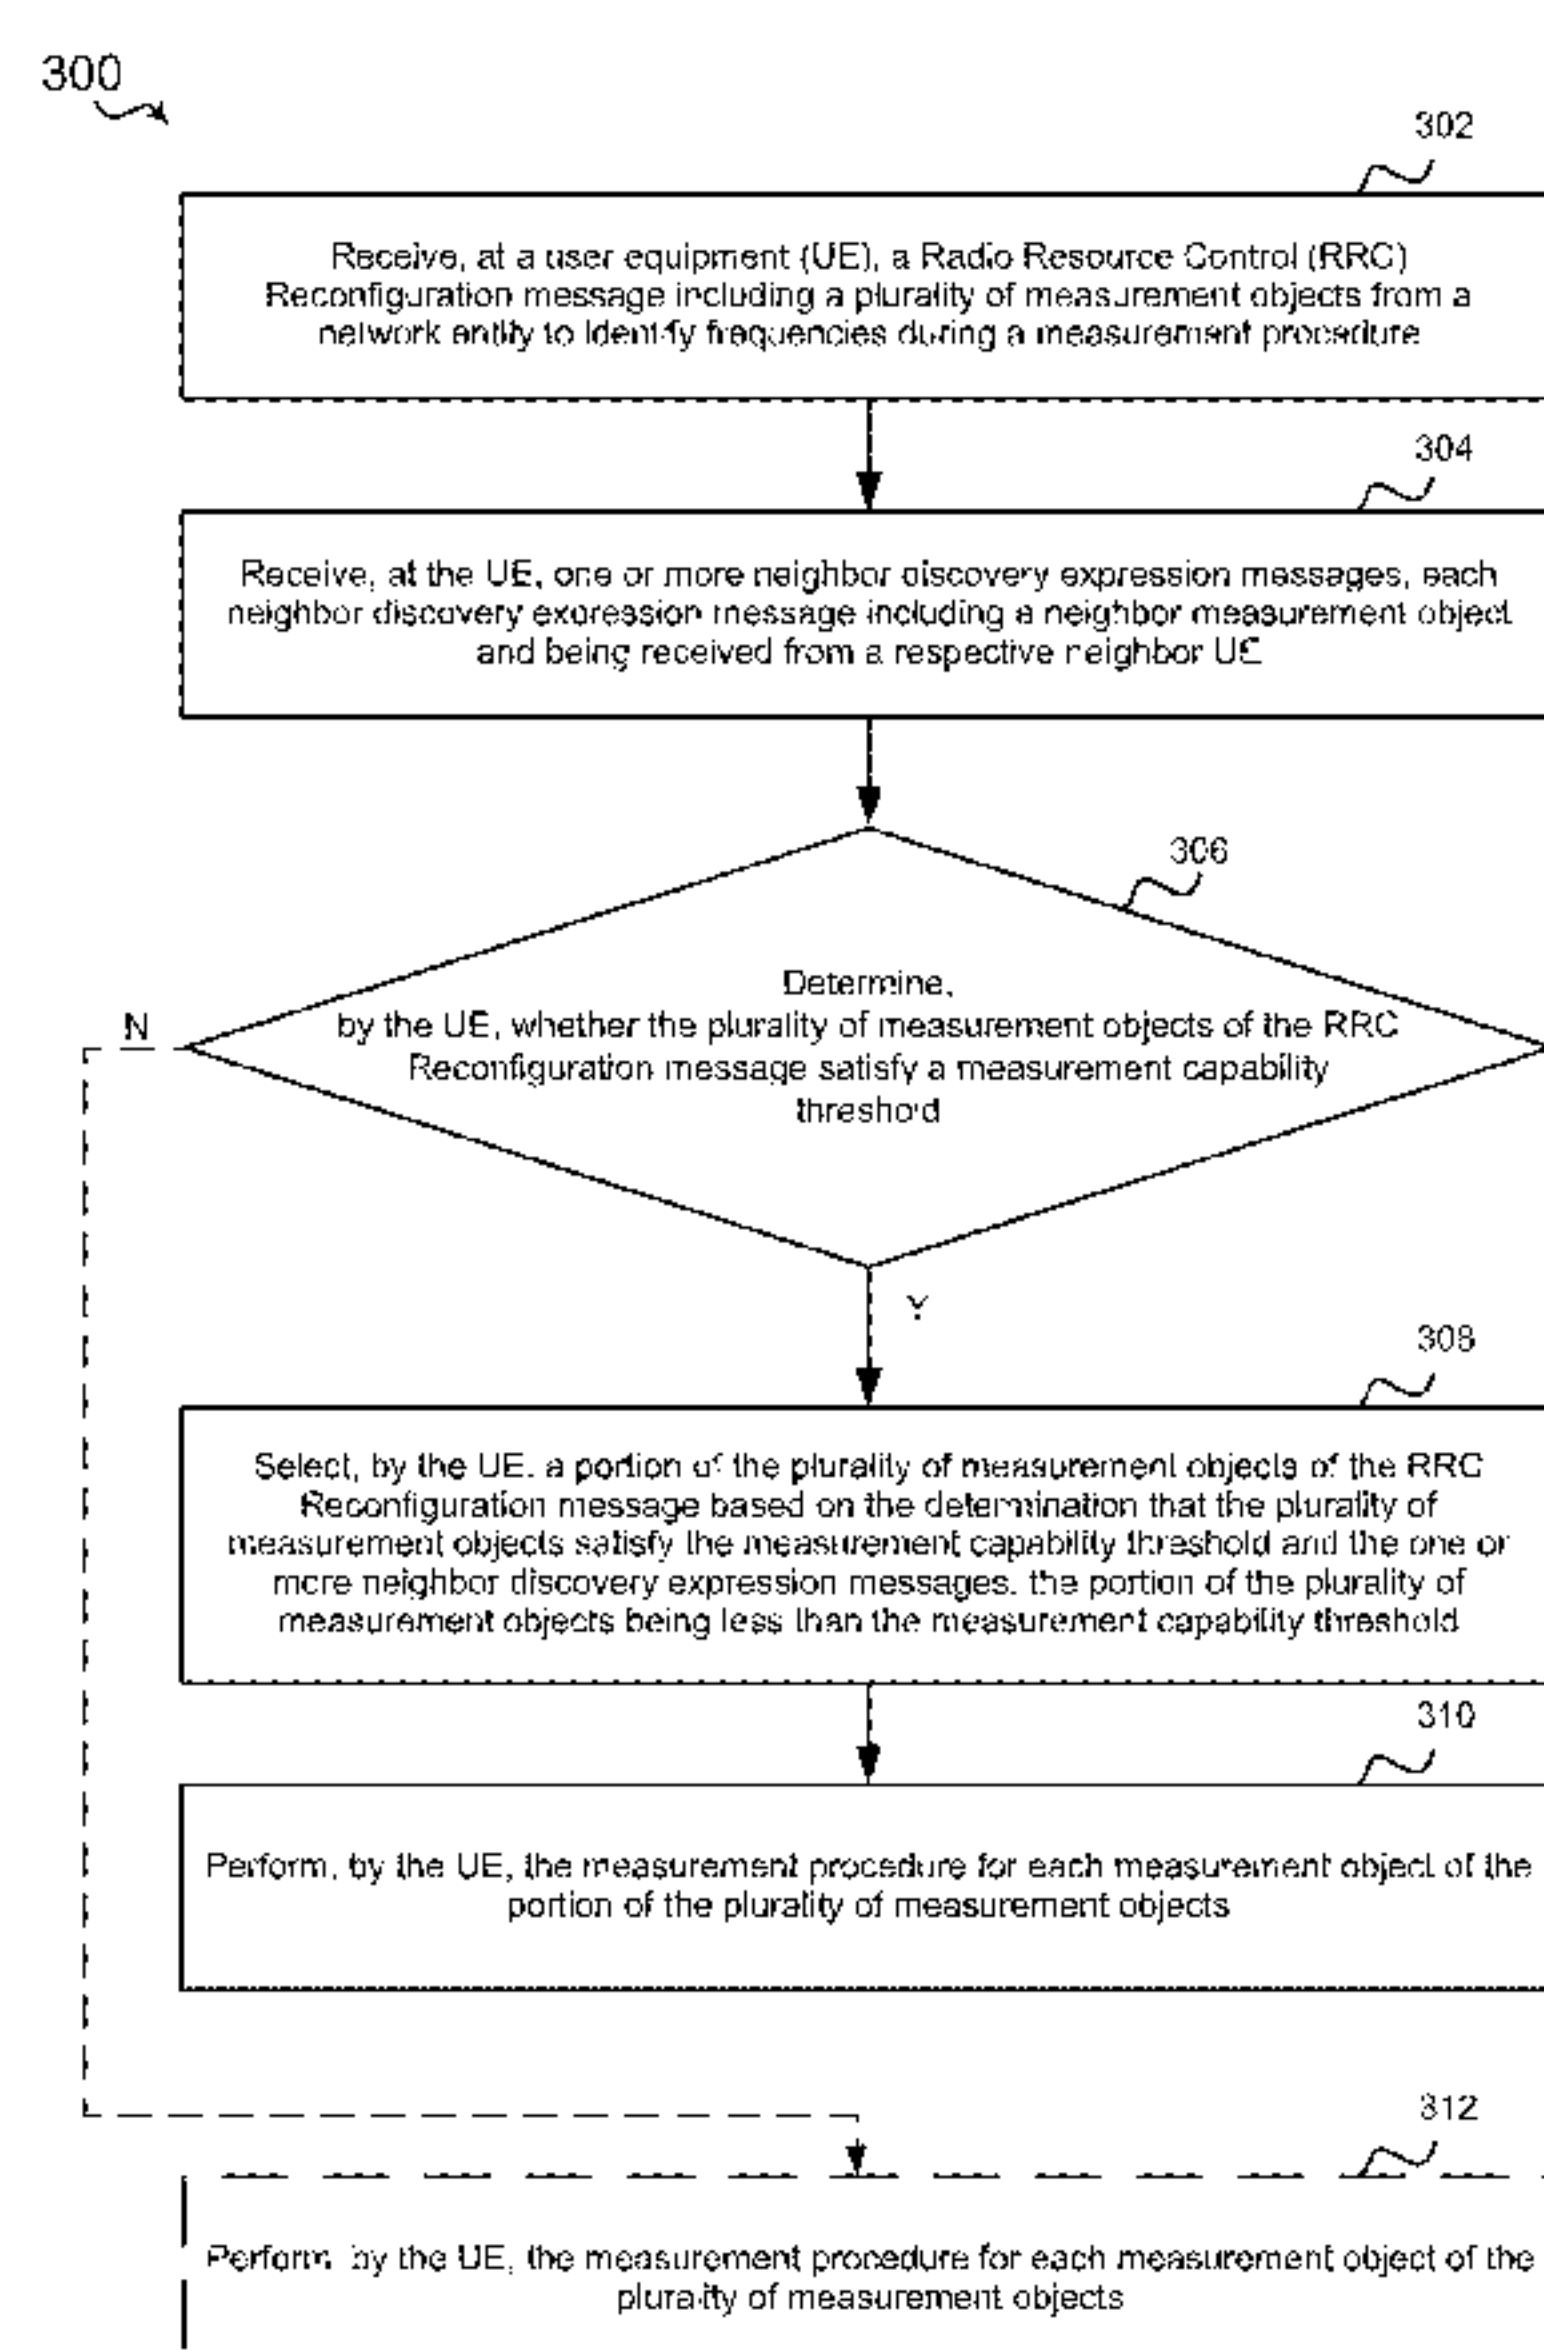 300
302
Receive, at a user equipment (UE), a Radio Resource Control (RRC)
Reconfiguration message including a plurality of measurement objects from a
network entity to identify frequencies during a measurement procedure
304
Receive, at the UE, one or more neighbor discovery expression messages, each
neighbor discovery expression message including a neighbor measurement object
and being received from a respective neighbor UE
306
Determine,
N
by the UE, whether the plurality of measurement objects of the RRC
Reconfiguration message satisfy a measurement capability
threshold
Y
308
Select, by the UE, a portion of the plurality of measurement objects of the RRC
Reconfiguration message based on the determination that the plurality of
measurement objects satisfy the measurement capability threshold and the one or
more neighbor discovery expression messages, the portion of the plurality of
measurement objects being less than the measurement capability threshold
310
Perform, by the UE, the measurement procedure for each measurement object of the
portion of the plurality of measurement objects
312
Perform, by the UE, the measurement procedure for each measurement object of the
plurality of measurement objects